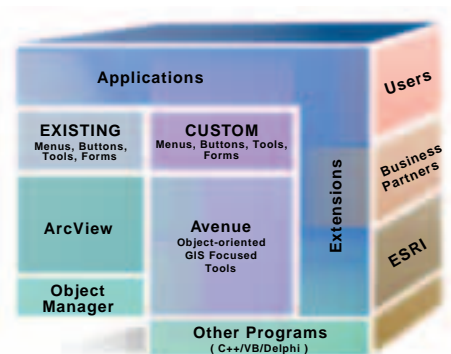 Applications
Users
EXISTING
Menus, Buttons,
Tools, Forms
CUSTOM
Menus, Buttons, Tools,
Forms
Extensions
Business
Partners
ArcView
Avenue
Object-oriented
GIS Focused
Tools
ESRI
Object
Manager
Other Programs
( C++/VB/Delphi )